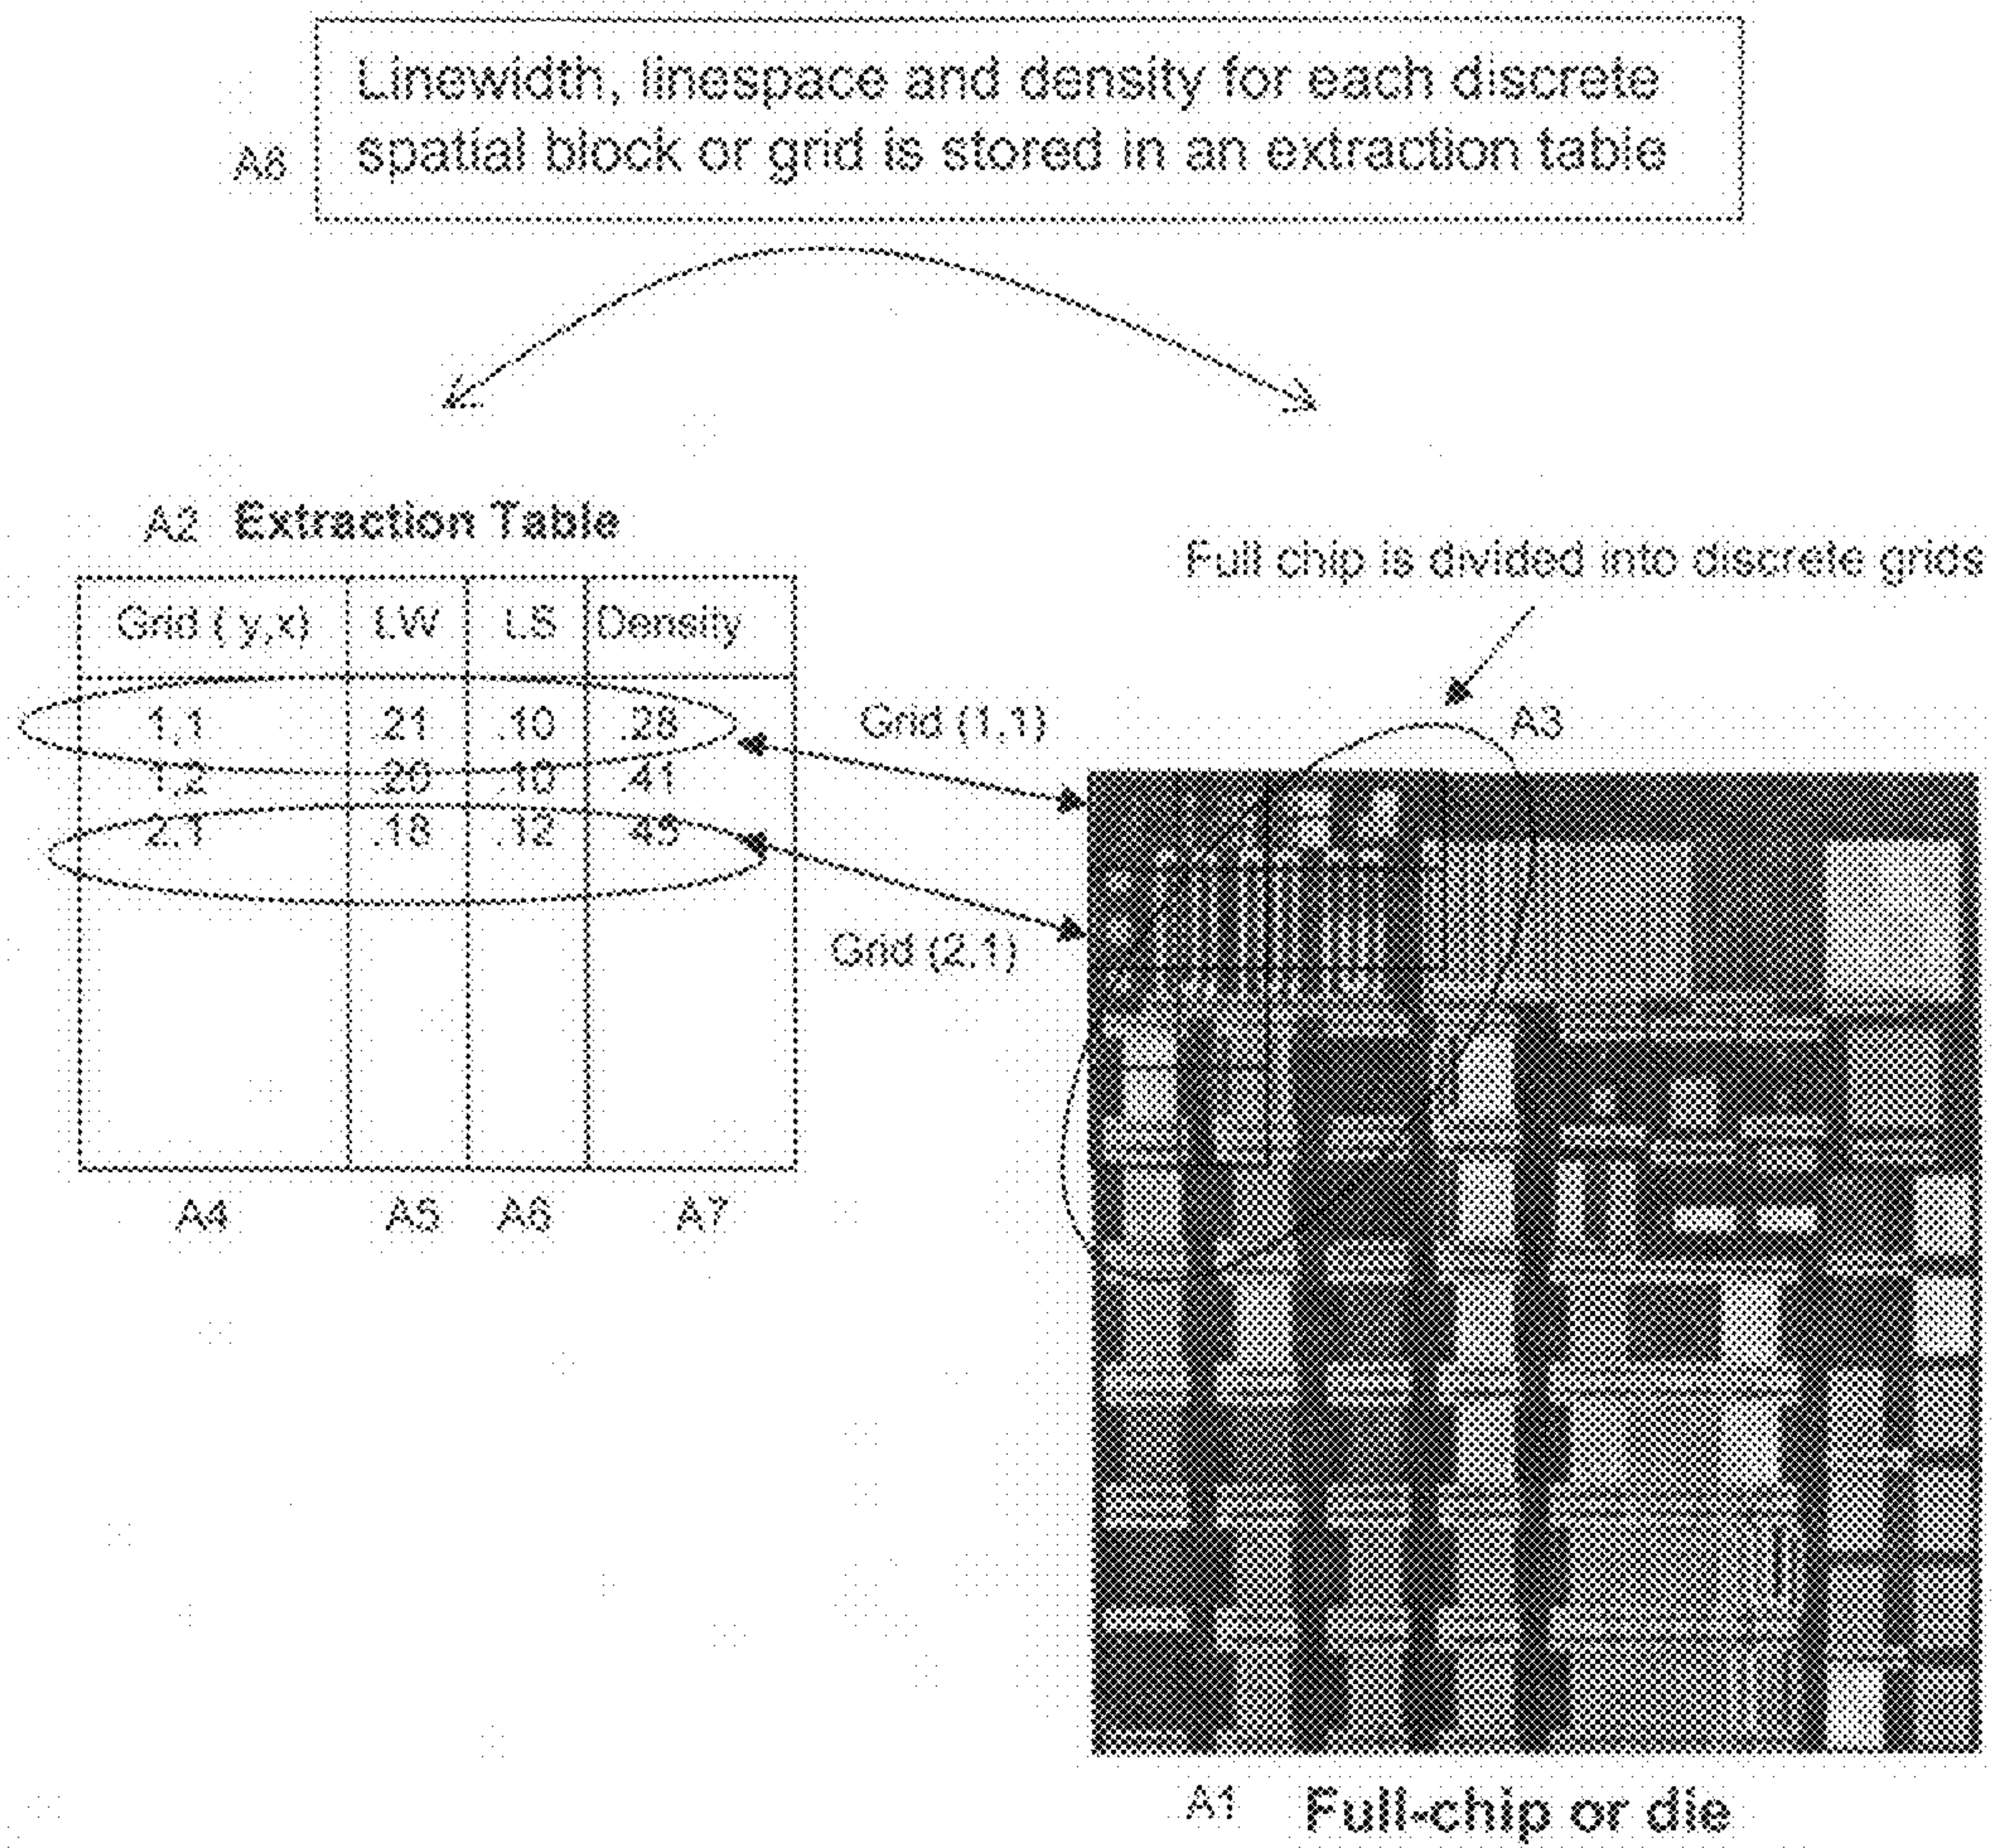 Linewidth, linespace and density for each discrete
spatial block or grid is stored in an extraction table
A6
A2 Extraction Table
Full chip is divided into discrete grids
Grid ( y,x) LW LS Density
1,1 .21 .10 .28
1,2 .20 .10 .41
2,1 .18 .12 .45
Grid (1,1)
A3
Grid (2,1)
A4 A5 A6 A7
A1 Full-chip or die